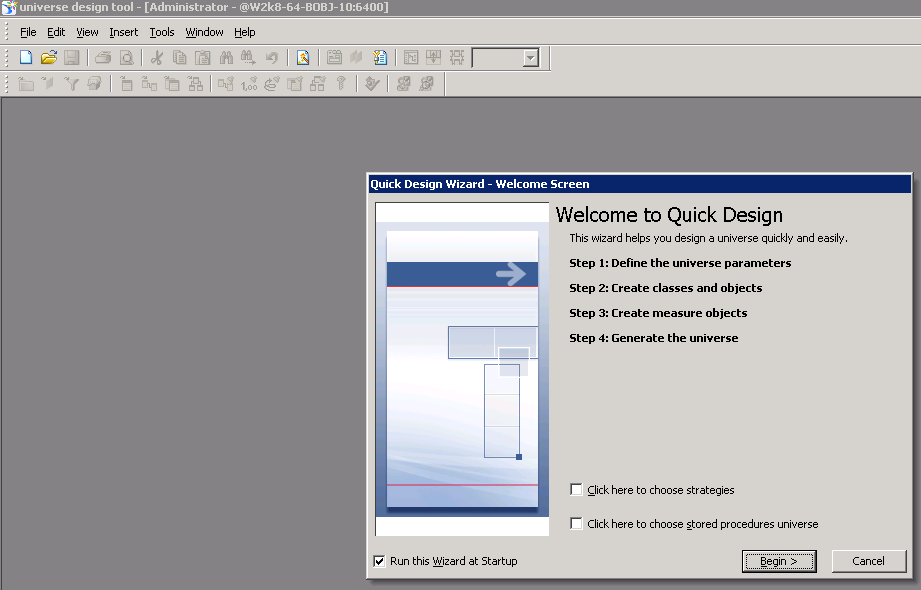 universe design tool - [Administrator - @W2k8-64-BOBJ-10:6400]
File Edit View Insert Tools Window Help
1,00
Quick Design Wizard - Welcome Screen
Welcome to Quick Design
This wizard helps you design a universe quickly and easily.
Step 1: Define the universe parameters
Step 2: Create classes and objects
Step 3: Create measure objects
Step 4: Generate the universe
Click here to choose strategies
Click here to choose stored procedures universe
Run this Wizard at Startup
Begin > Cancel